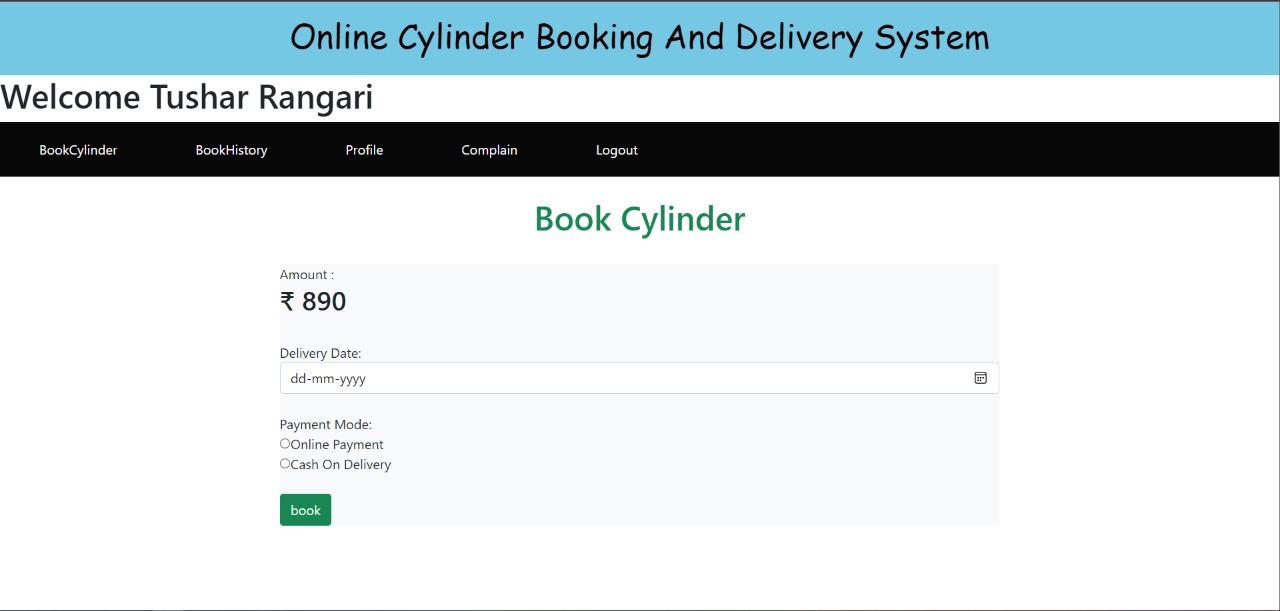 Online Cylinder Booking And Delivery System
Welcome Tushar Rangari
BookCylinder BookHistory Profile Complain Logout
Book Cylinder
Amount :
₹ 890
Delivery Date:
dd-mm-yyyy
Payment Mode:
Online Payment
Cash On Delivery
book